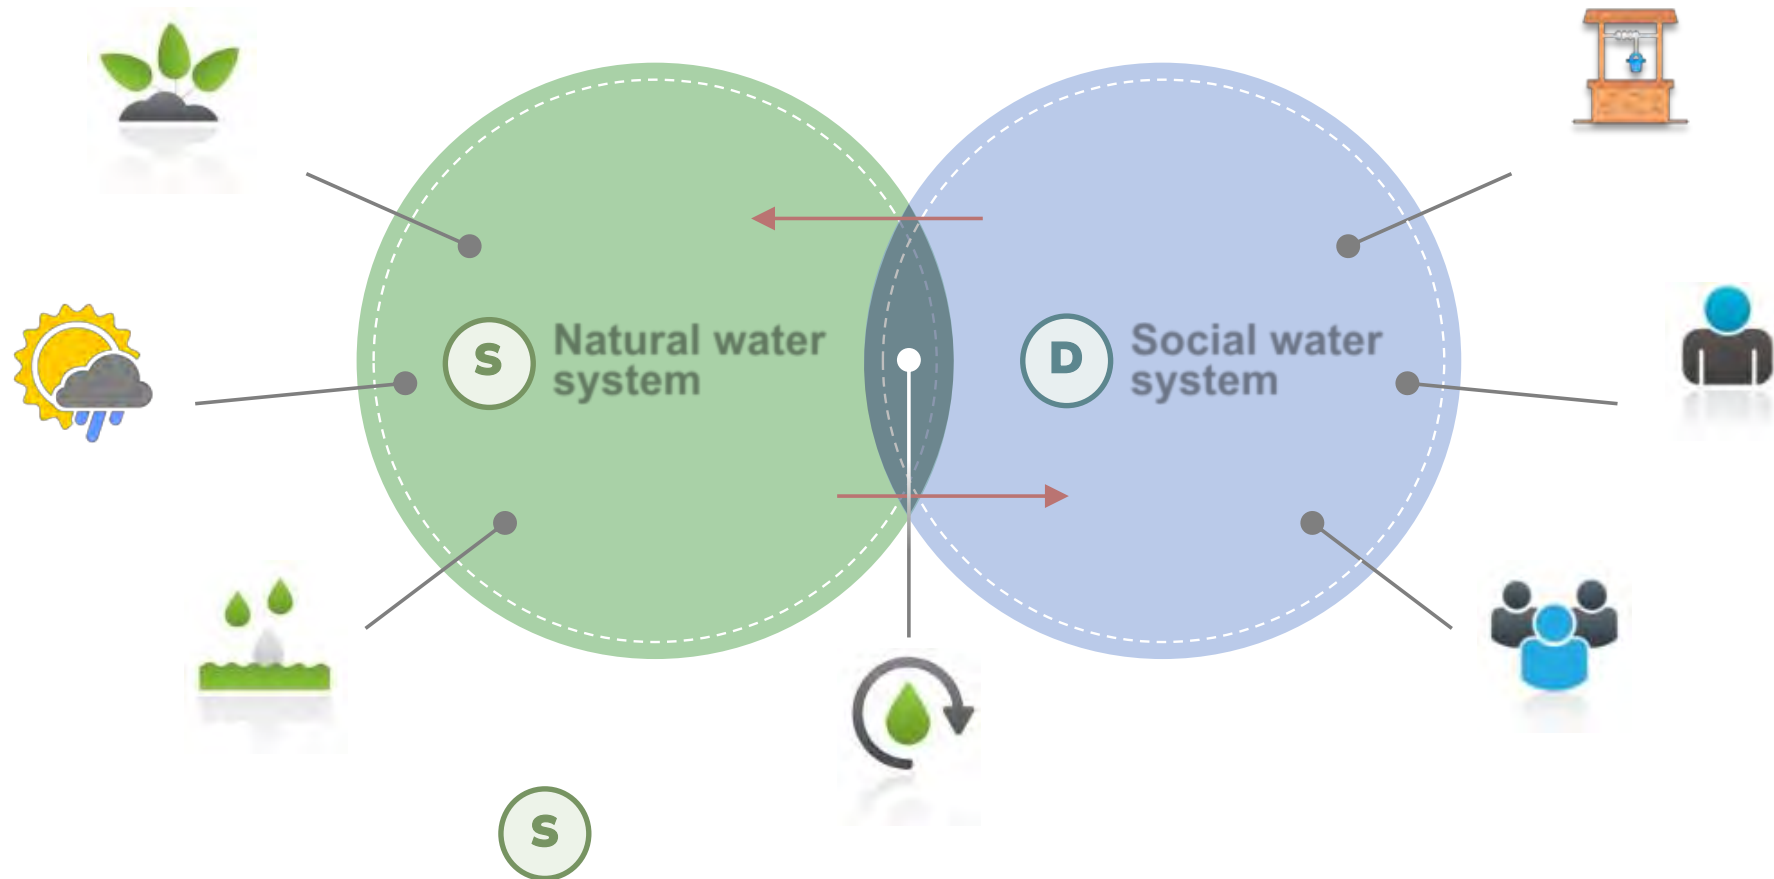 S
Natural water
system
D
Social water
system
S